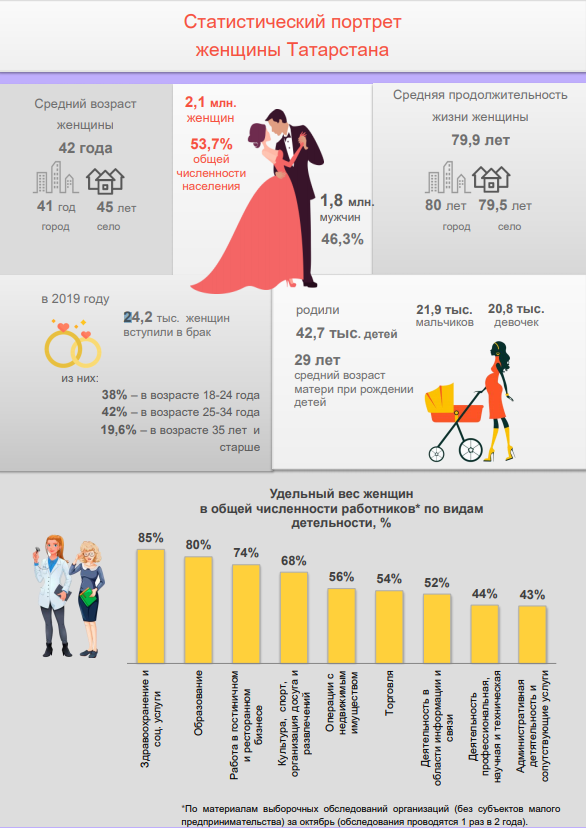 Статистический портрет
женщины Татарстана
Средний возраст
женщины
42 года
41 год
45 лет
город
село
2,1 млн.
женщин
53,7%
общей
численности
населения
1,8 млн.
мужчин
46,3%
Средняя продолжительность
жизни женщины
79,9 лет
80 лет
79,5 лет
город
село
в 2019 году
24,2 тыс. женщин
вступили в брак
из них:
38% – в возрасте 18-24 года
42% – в возрасте 25-34 года
19,6% – в возрасте 35 лет и
старше
родили
42,7 тыс. детей
29 лет
средний возраст
матери при рождении
детей
21,9 тыс.
мальчиков
20,8 тыс.
девочек
Удельный вес женщин
в общей численности работников* по видам
детельности, %
85%
80%
74%
68%
56%
54%
52%
44%
43%
Здравоохранение и
соц. услуги
Образование
Работа в гостиничном
и ресторанном
бизнесе
Культура, спорт,
организация досуга и
развлечений
Операции с
недвижимым
имуществом
Торговля
Деятельность в
области информации и
связи
Деятельность
профессиональная,
научная и техническая
Административная
детятельность и
сопутствующие услуги
*По материалам выборочных обследований организаций (без субъектов малого
предпринимательства) за октябрь (обследования проводятся 1 раз в 2 года).